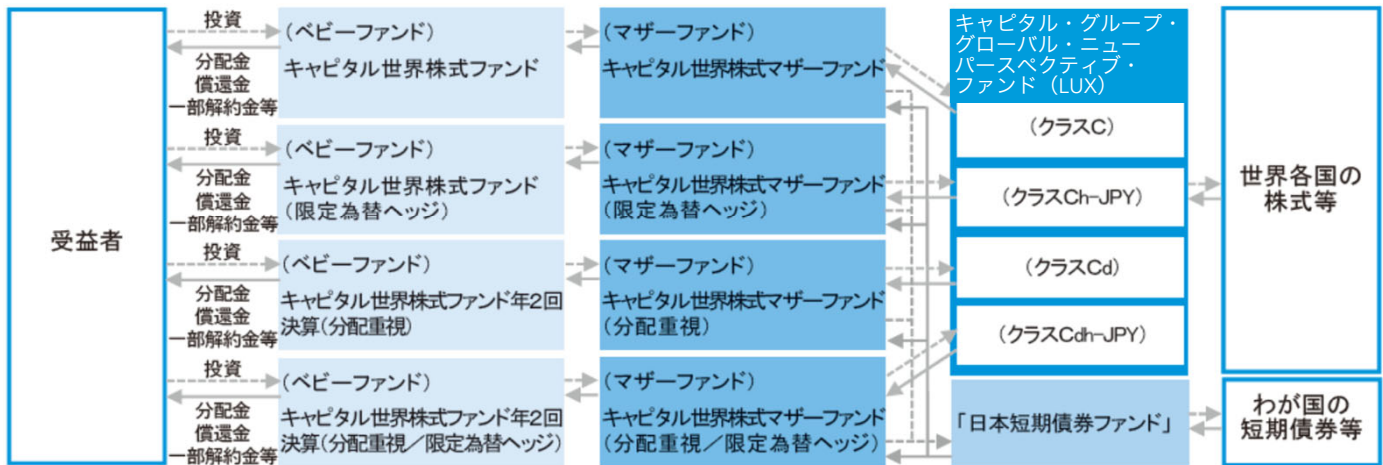 受益者
投資
分配金
償還金
一部解約金等
(ベビーファンド)
キャピタル世界株式ファンド
(マザーファンド)
キャピタル世界株式マザーファンド
投資
分配金
償還金
一部解約金等
(ベビーファンド)
キャピタル世界株式ファンド
(限定為替ヘッジ)
(マザーファンド)
キャピタル世界株式マザーファンド
(限定為替ヘッジ)
投資
分配金
償還金
一部解約金等
(ベビーファンド)
キャピタル世界株式ファンド年2回
決算(分配重視)
(マザーファンド)
キャピタル世界株式マザーファンド
(分配重視)
投資
分配金
償還金
一部解約金等
(ベビーファンド)
キャピタル世界株式ファンド年2回
決算(分配重視/限定為替ヘッジ)
(マザーファンド)
キャピタル世界株式マザーファンド
(分配重視/限定為替ヘッジ)
キャピタル・グループ・
グローバル・ニュー
パースペクティブ・
ファンド(LUX)
(クラスC)
(クラスCh-JPY)
(クラスCd)
(クラスCdh-JPY)
「日本短期債券ファンド」
世界各国の
株式等
わが国の
短期債券等